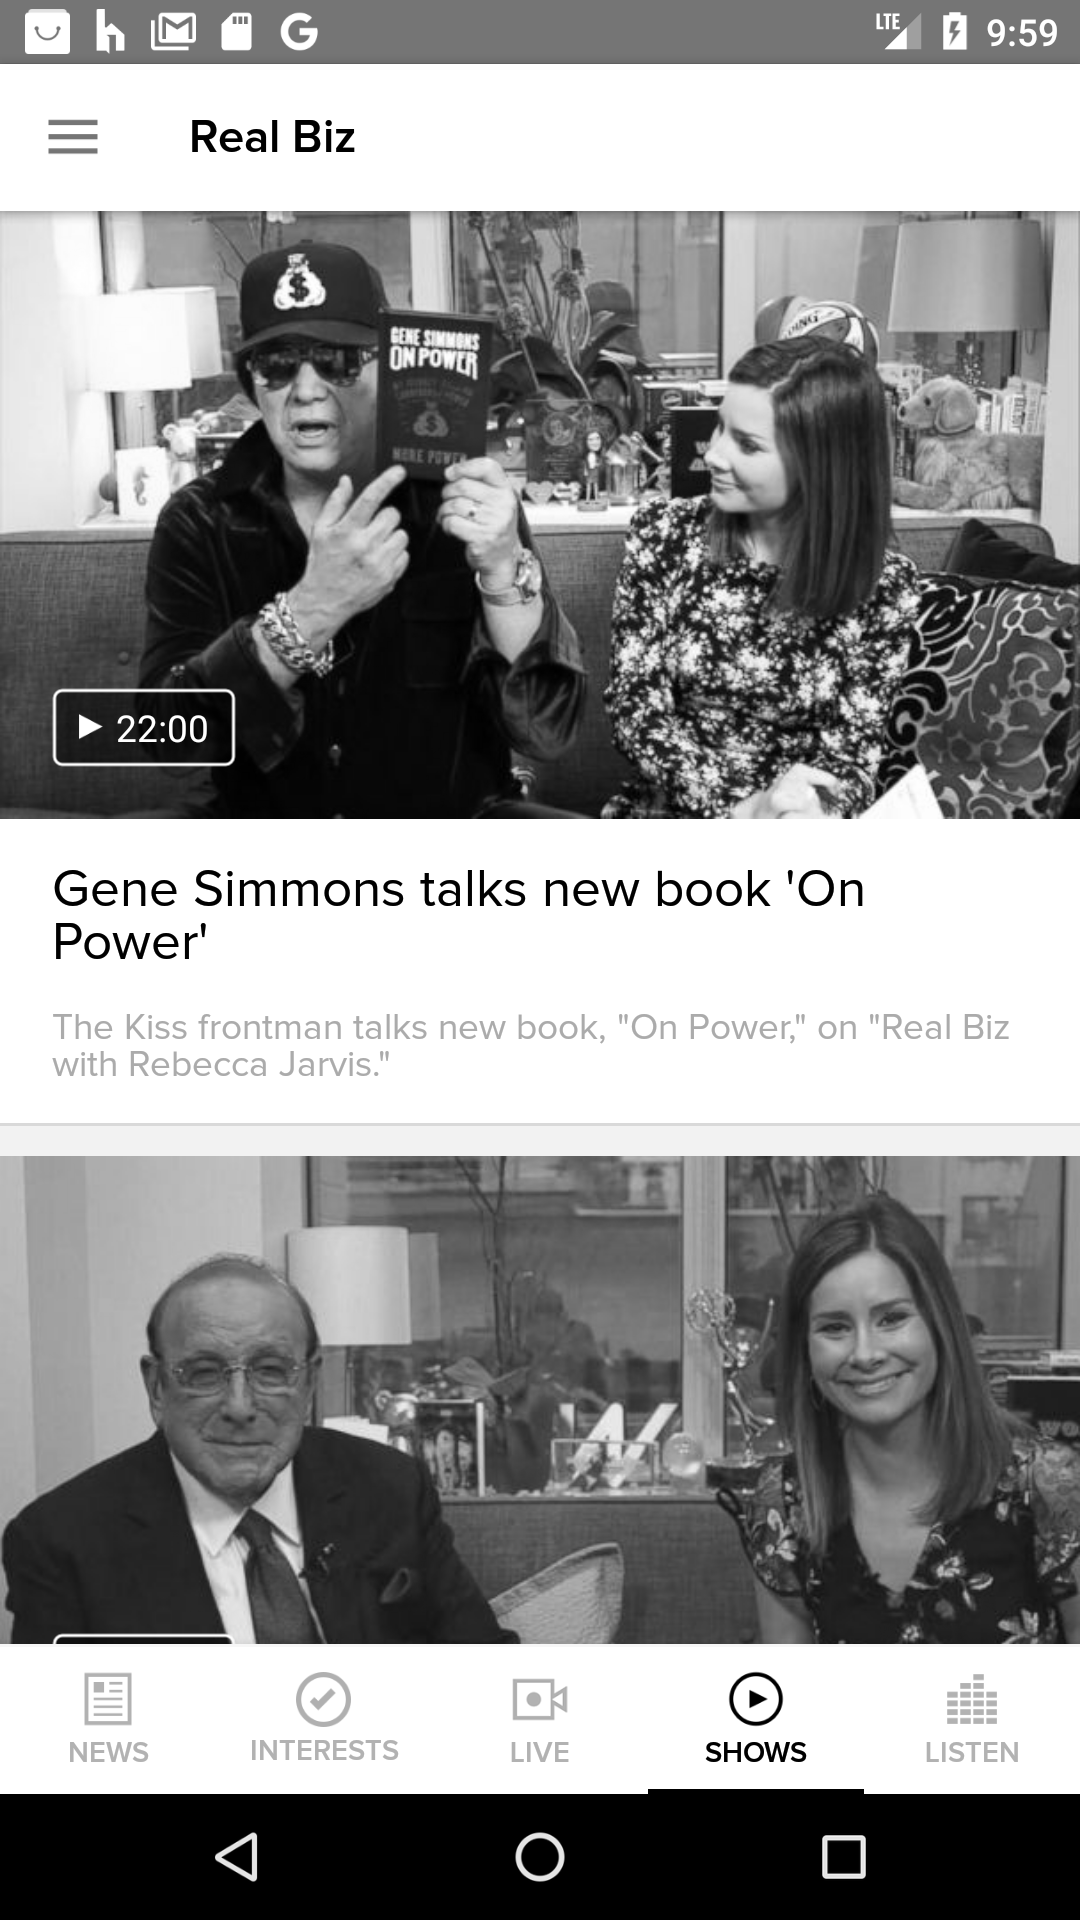 LTE 9:59
Real Biz
$
GENE SIMMONS
ON POWER
MORE POWER
$
22:00
Gene Simmons talks new book 'On
Power'
The Kiss frontman talks new book, "On Power," on "Real Biz
with Rebecca Jarvis."
NEWS INTERESTS LIVE SHOWS LISTEN